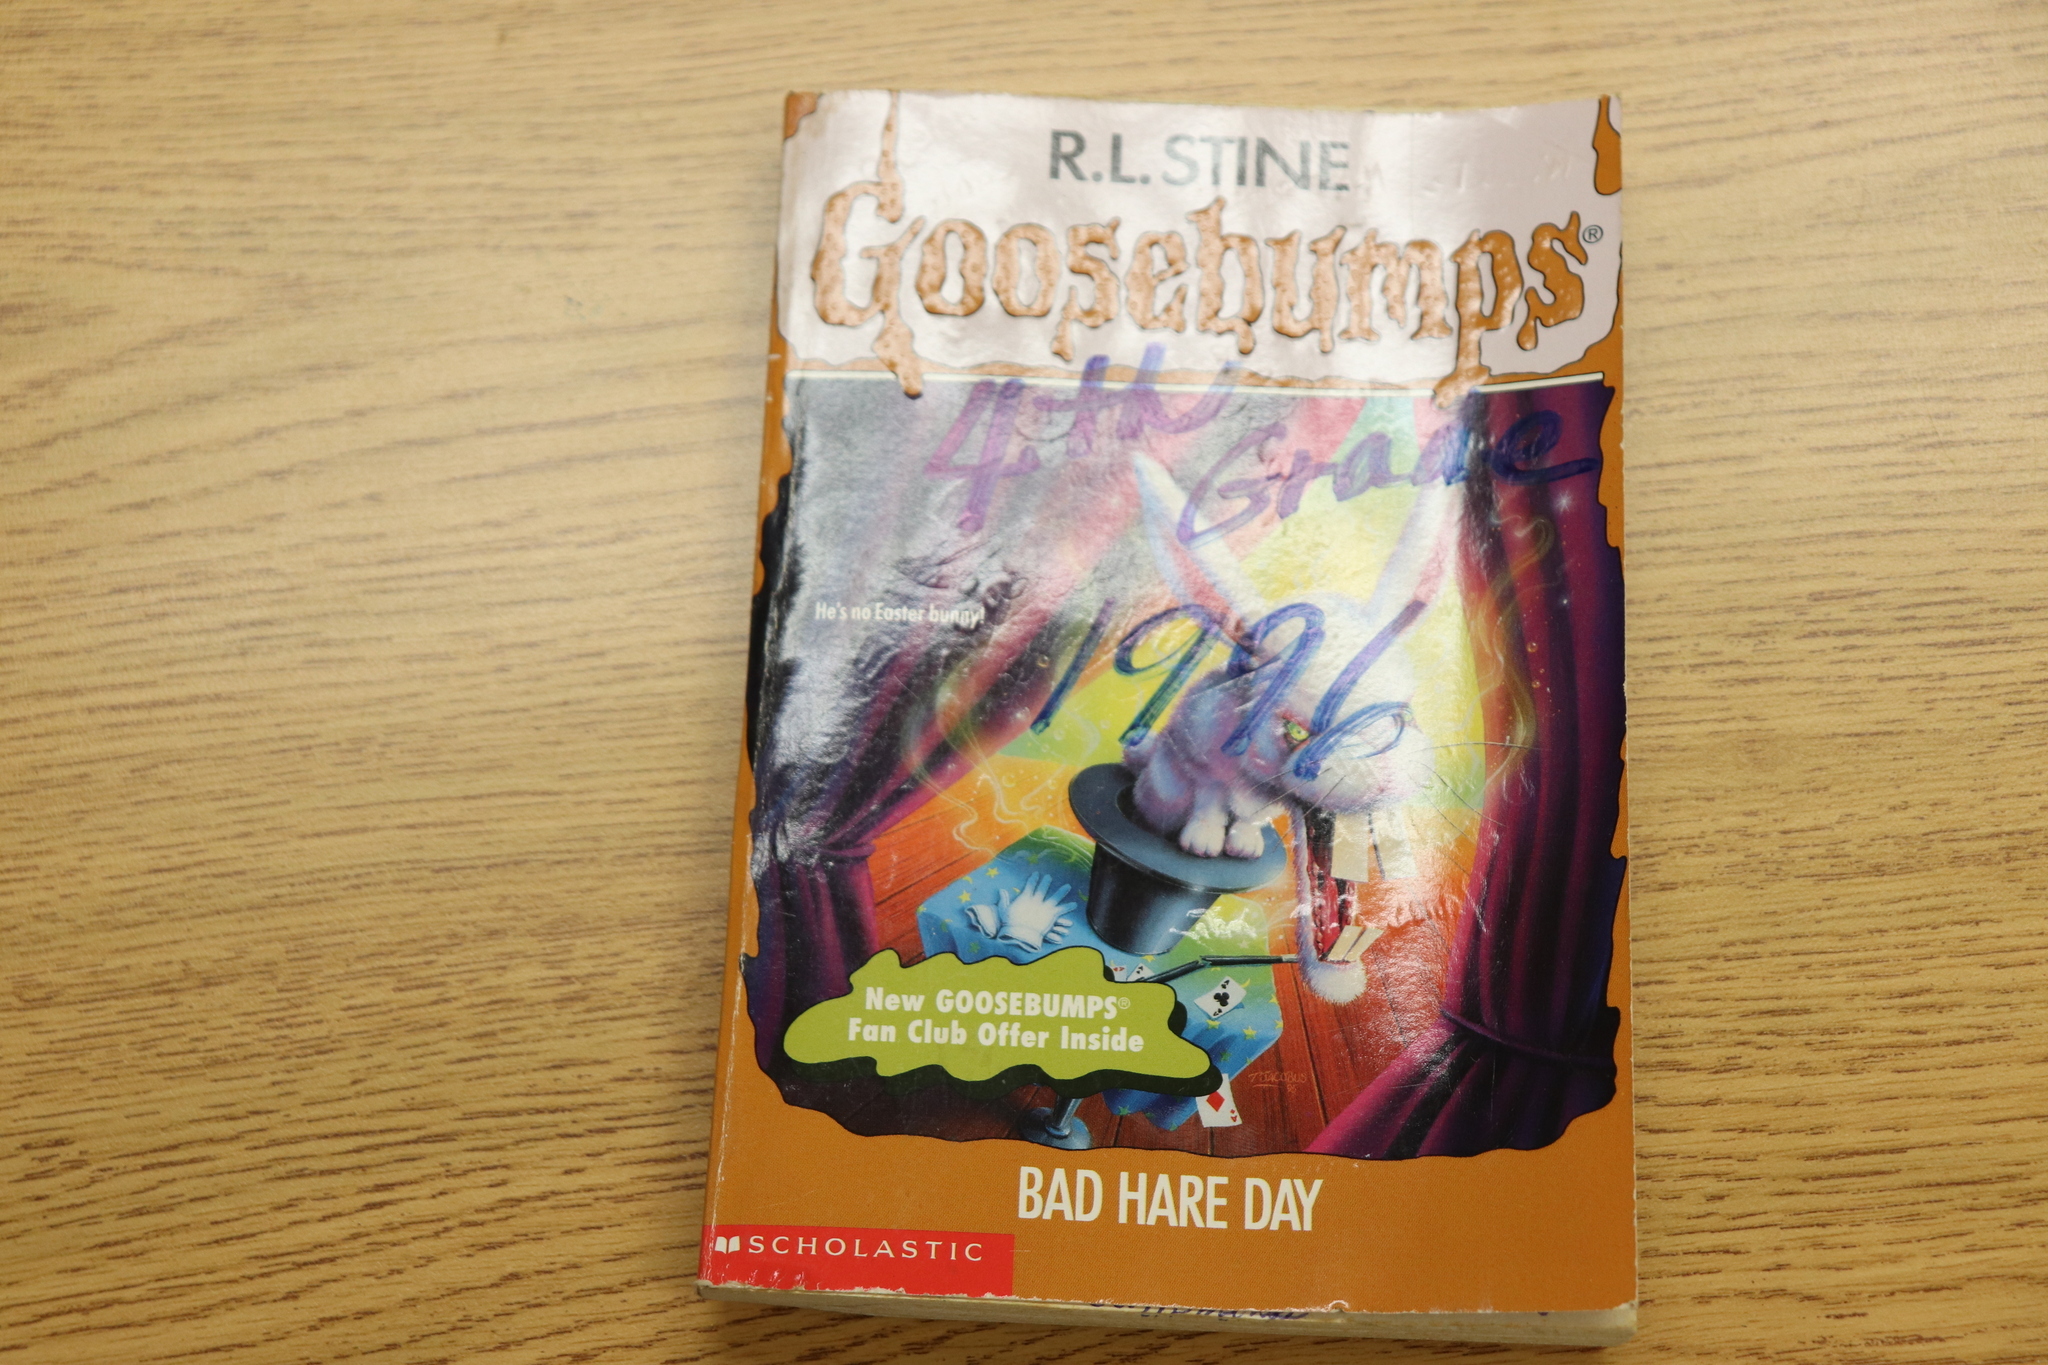 R.L. STINE
Goosebumps®
4th
Grade
He's no Easter bunny!
1996
New GOOSEBUMPS®
Fan Club Offer Inside
BAD HARE DAY
SCHOLASTIC